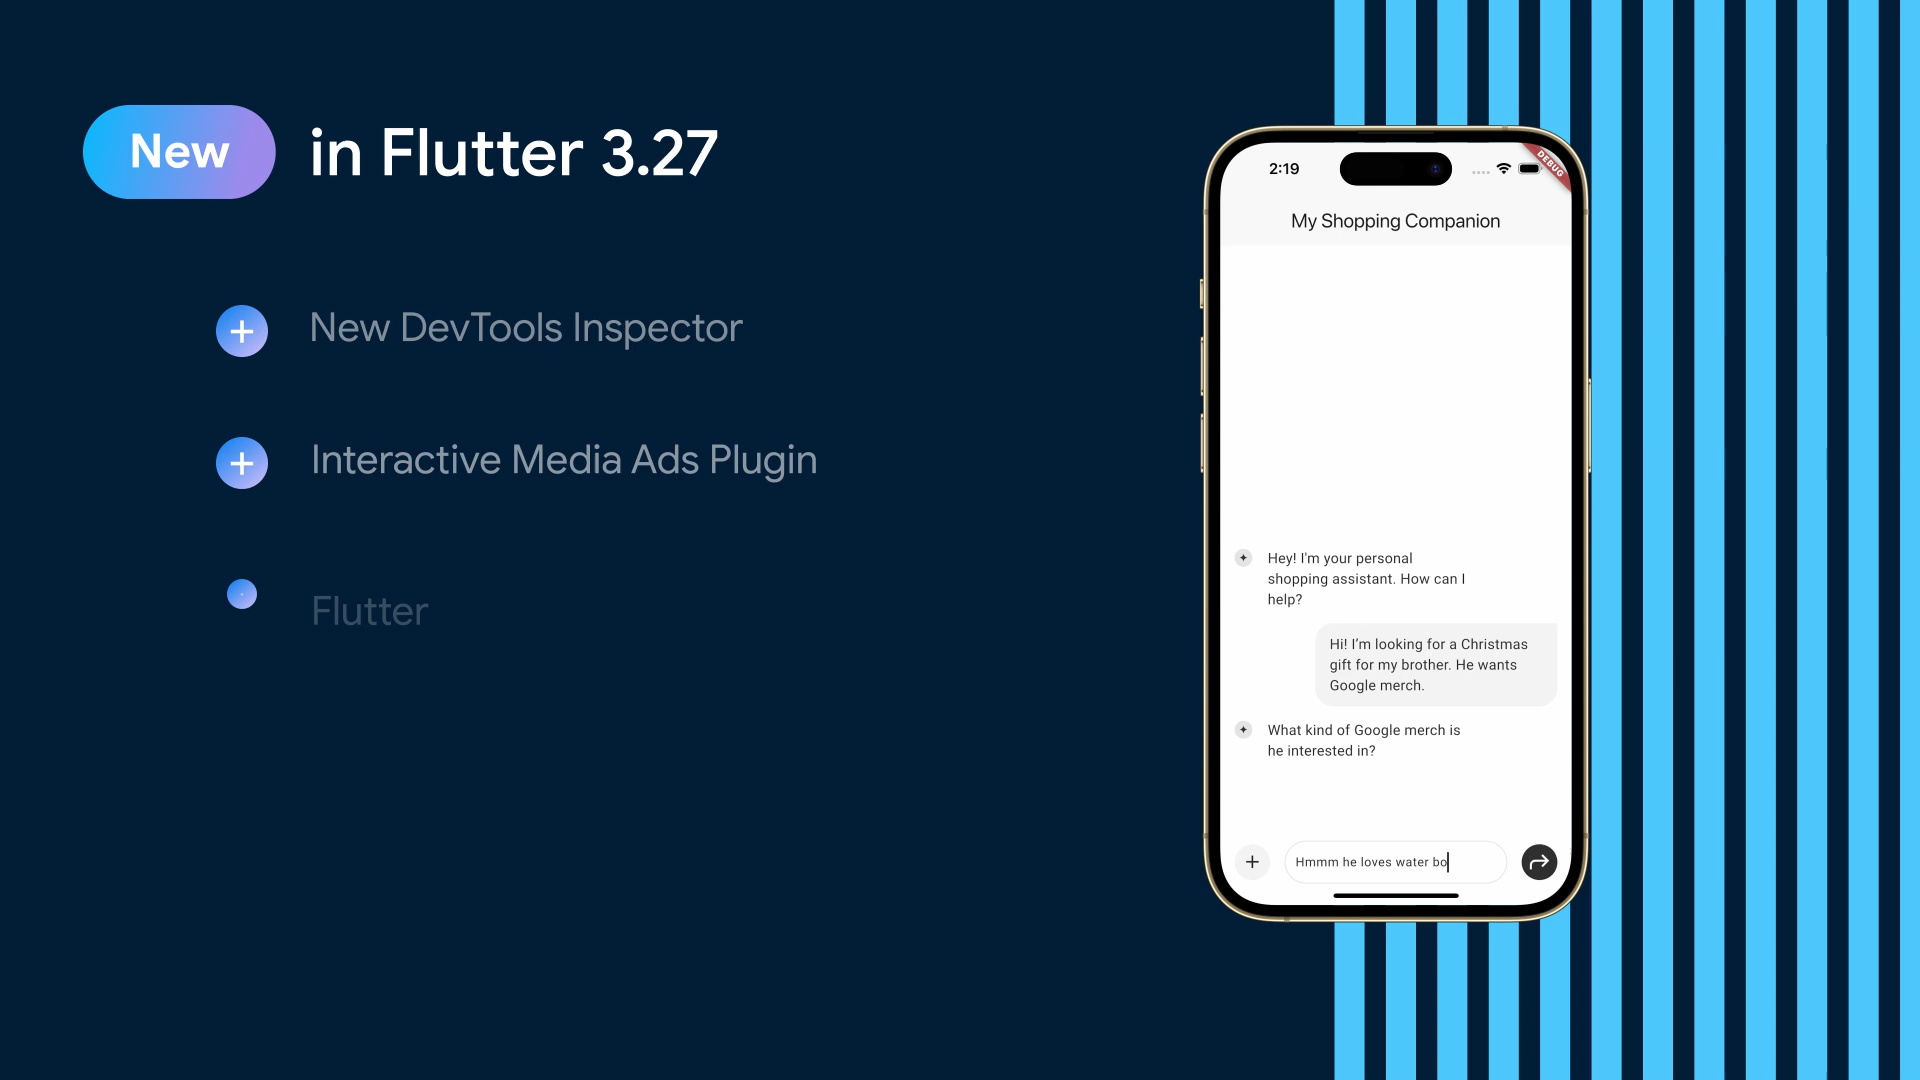 New in Flutter 3.27
New DevTools Inspector
Interactive Media Ads Plugin
Flutter
2:19
DEBUG
My Shopping Companion
Hey! I'm your personal
shopping assistant. How can I
help?
Hi! I'm looking for a Christmas
gift for my brother. He wants
Google merch.
What kind of Google merch is
he interested in?
Hmmm he loves water bo